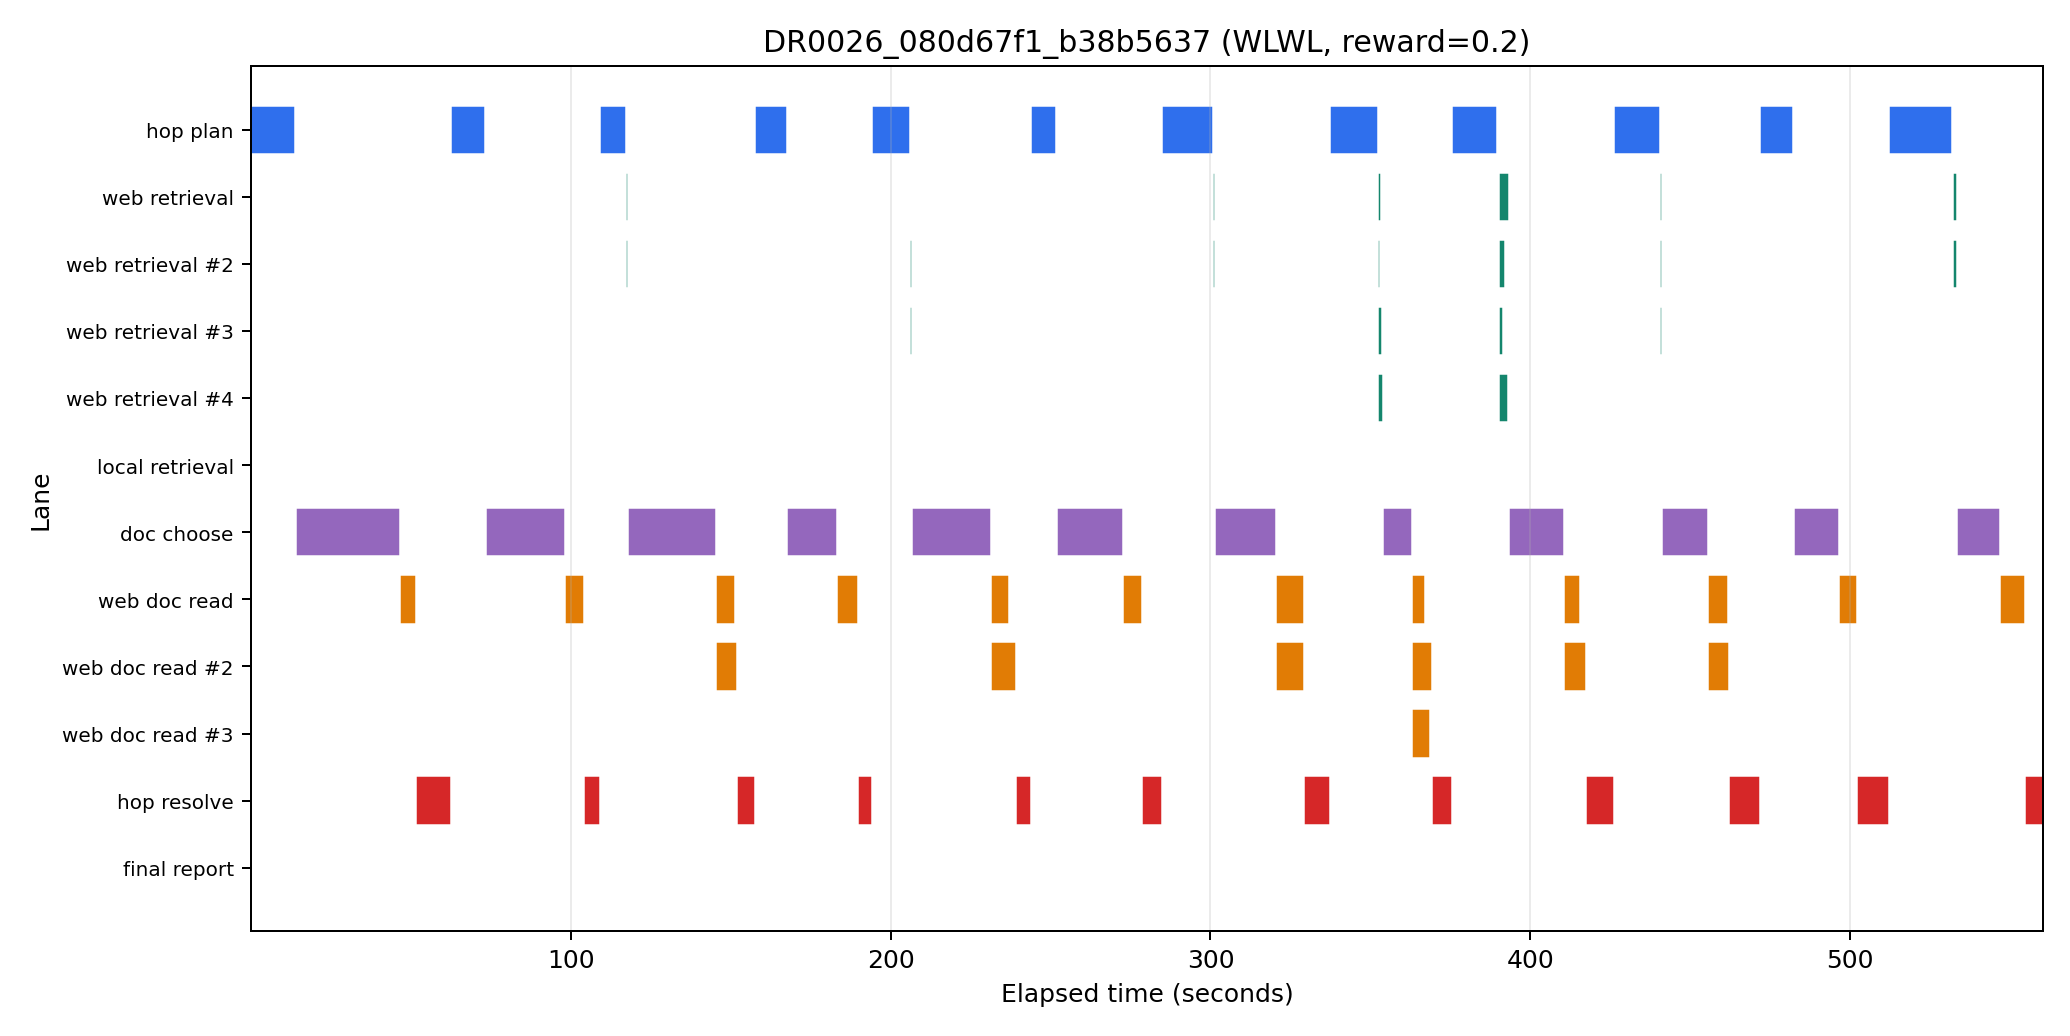 DR0026_080d67f1_b38b5637 (WLWL, reward=0.2)
hop plan
web retrieval
web retrieval #2
web retrieval #3
web retrieval #4
local retrieval
doc choose
web doc read
web doc read #2
web doc read #3
hop resolve
final report
Lane
100 200 300 400 500
Elapsed time (seconds)